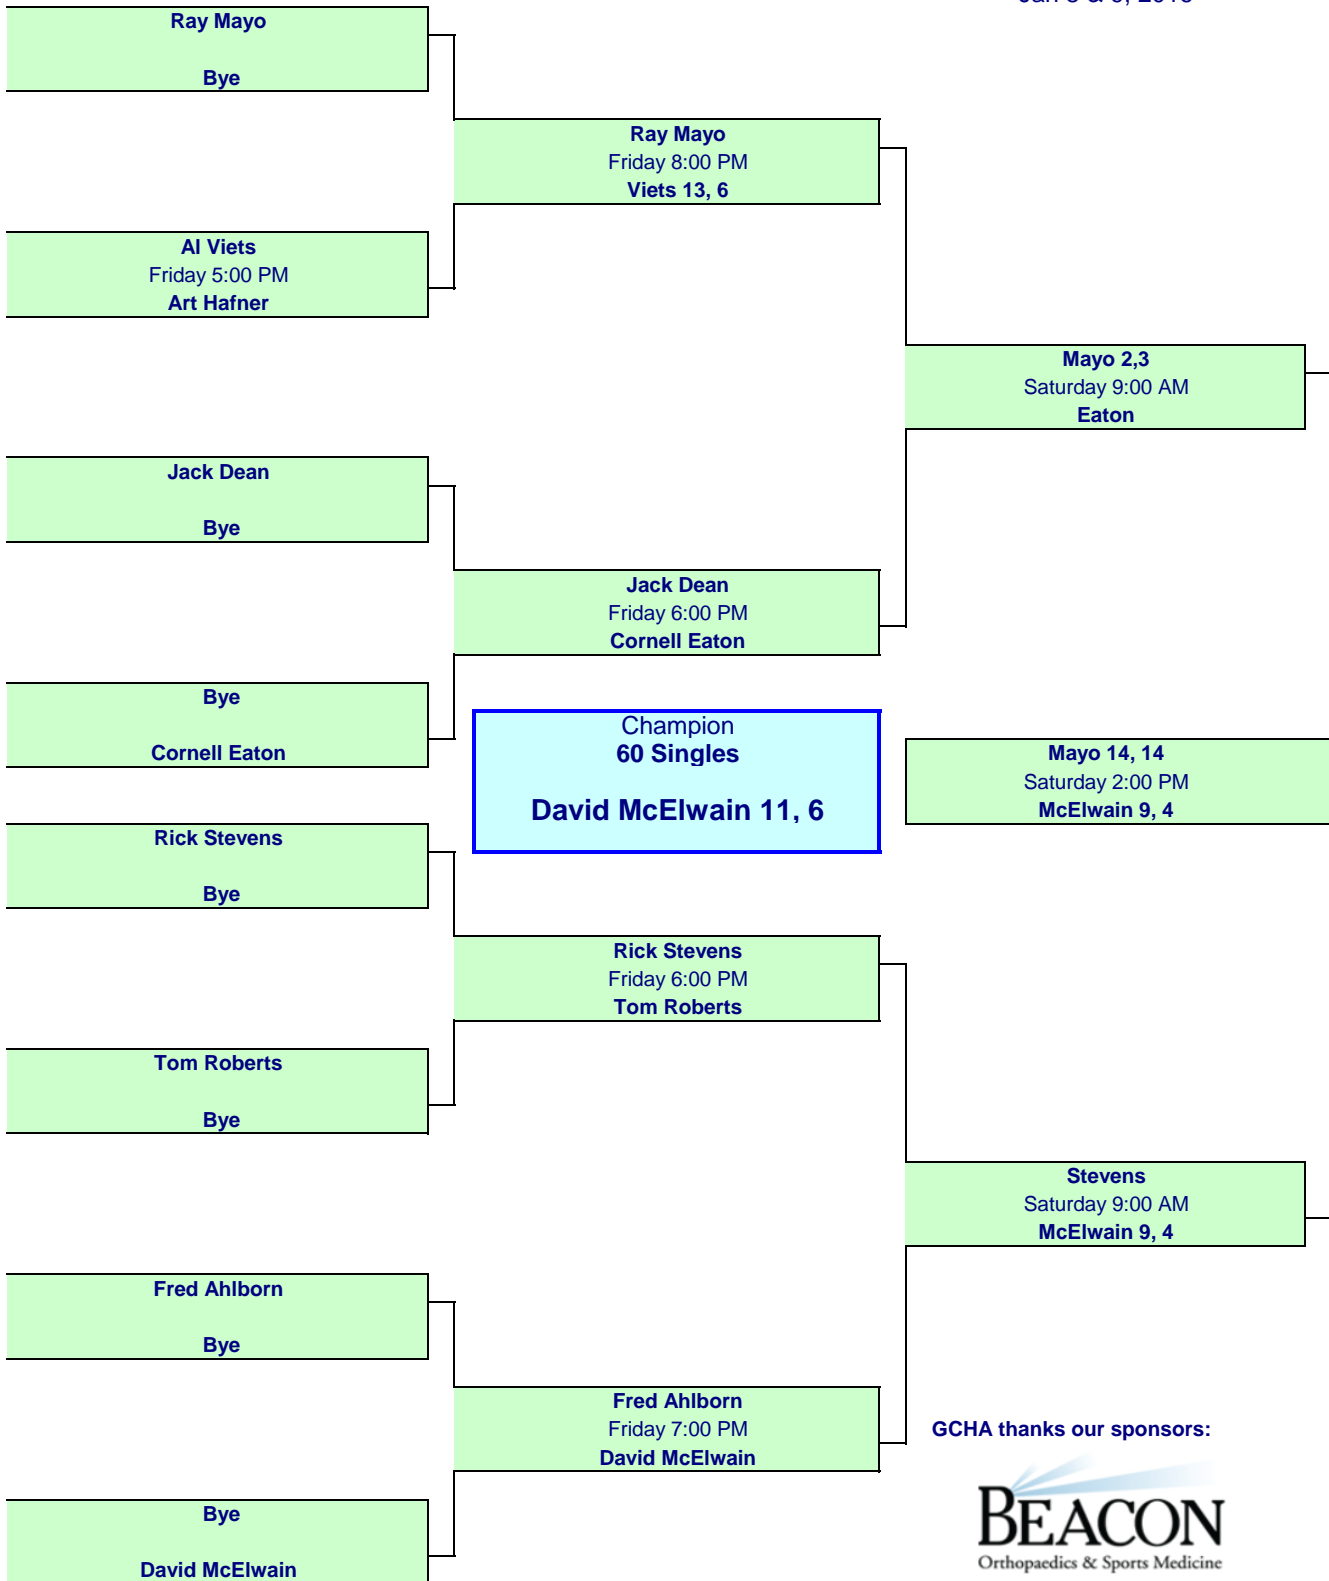 Ray Mayo
Bye
Ray Mayo
Friday 8:00 PM
Viets 13, 6
Al Viets
Friday 5:00 PM
Art Hafner
Mayo 2,3
Saturday 9:00 AM
Eaton
Jack Dean
Bye
Jack Dean
Friday 6:00 PM
Cornell Eaton
Bye
Cornell Eaton
Champion
60 Singles
David McElwain 11, 6
Mayo 14, 14
Saturday 2:00 PM
McElwain 9, 4
Rick Stevens
Bye
Rick Stevens
Friday 6:00 PM
Tom Roberts
Tom Roberts
Bye
Stevens
Saturday 9:00 AM
McElwain 9, 4
Fred Ahlborn
Bye
Fred Ahlborn
Friday 7:00 PM
David McElwain
Bye
David McElwain
GCHA thanks our sponsors:
BEACON
Orthopaedics & Sports Medicine